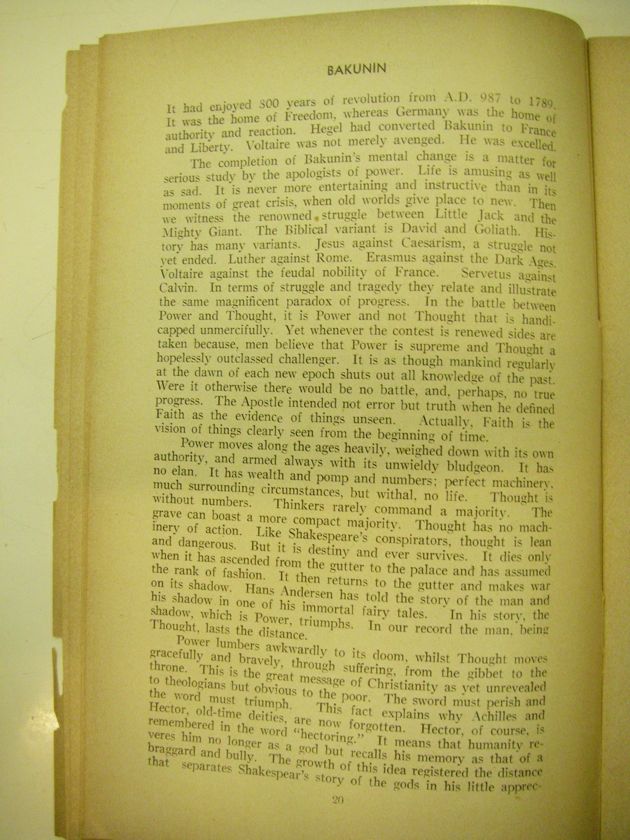 BAKUNIN
It had enjoyed 800 years of revolution from A.D. 987 to 1789.
It was the home of Freedom, whereas Germany was the home of
authority and reaction. Hegel had converted Bakunin to France
and Liberty. Voltaire was not merely avenged. He was excelled.
The completion of Bakunin's mental change is a matter for
serious study by the apologists of power. Life is amusing as well
as sad. It is never more entertaining and instructive than in its
moments of great crisis, when old worlds give place to new. Then
we witness the renowned struggle between Little Jack and the
Mighty Giant. The Biblical variant is David and Goliath. His-
tory has many variants. Jesus against Caesarism, a struggle not
yet ended. Luther against Rome. Erasmus against the Dark Ages.
Voltaire against the feudal nobility of France. Servetus against
Calvin. In terms of struggle and tragedy they relate and illustrate
the same magnificent paradox of progress. In the battle between
Power and Thought, it is Power and not Thought that is handi-
capped unmercifully. Yet whenever the contest is renewed sides are
taken because, men believe that Power is supreme and Thought a
hopelessly outclassed challenger. It is as though mankind regularly
at the dawn of each new epoch shuts out all knowledge of the past.
Were it otherwise there would be no battle, and, perhaps, no true
progress. The Apostle intended not error but truth when he defined
Faith as the evidence of things unseen. Actually, Faith is the
vision of things clearly seen from the beginning of time.
Power moves along the ages heavily, weighed down with its own
authority, and armed always with its unwieldy bludgeon. It has
no elan. It has wealth and pomp and numbers; perfect machinery,
much surrounding circumstances, but withal, no life. Thought is
without numbers. Thinkers rarely command a majority. The
grave can boast a more compact majority. Thought has no mach-
inery of action. Like Shakespeare's conspirators, thought is lean
and dangerous. But it is destiny and ever survives. It dies only
when it has ascended from the gutter to the palace and has assumed
the rank of fashion. It then returns to the gutter and makes war
on its shadow. Hans Andersen has told the story of the man and
his shadow in one of his immortal fairy tales. In his story, the
shadow, which is Power, triumphs. In our record the man, being
Thought, lasts the distance.
Power lumbers awkwardly to its doom, whilst Thought moves
gracefully and bravely, through suffering, from the gibbet to the
throne. This is the great message of Christianity as yet unrevealed
to theologians but obvious to the poor. The sword must perish and
the word must triumph. This fact explains why Achilles and
Hector, old-time deities, are now forgotten. Hector, of course, is
remembered in the word "hectoring." It means that humanity re-
veres him no longer as a god but recalls his memory as that of a
braggard and bully. The growth of this idea registered the distance
that separates Shakespear's story of the gods in his little apprec-
20